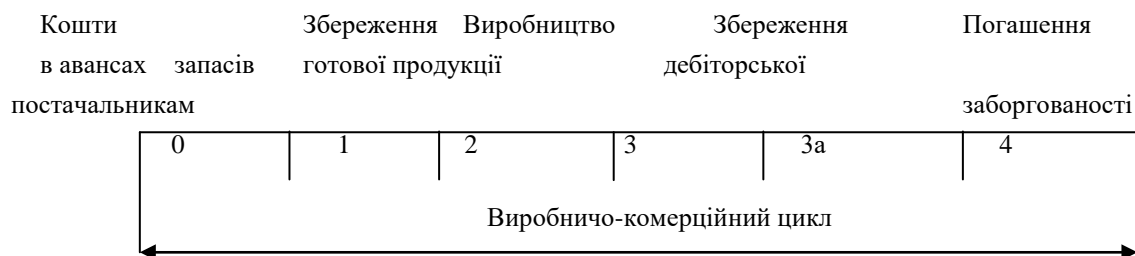 Кошти Збереження Виробництво Збереження Погашення
в авансах запасів готової продукції дебіторської
постачальникам заборгованості
0 1 2 3 3а 4
Виробничо-комерційний цикл